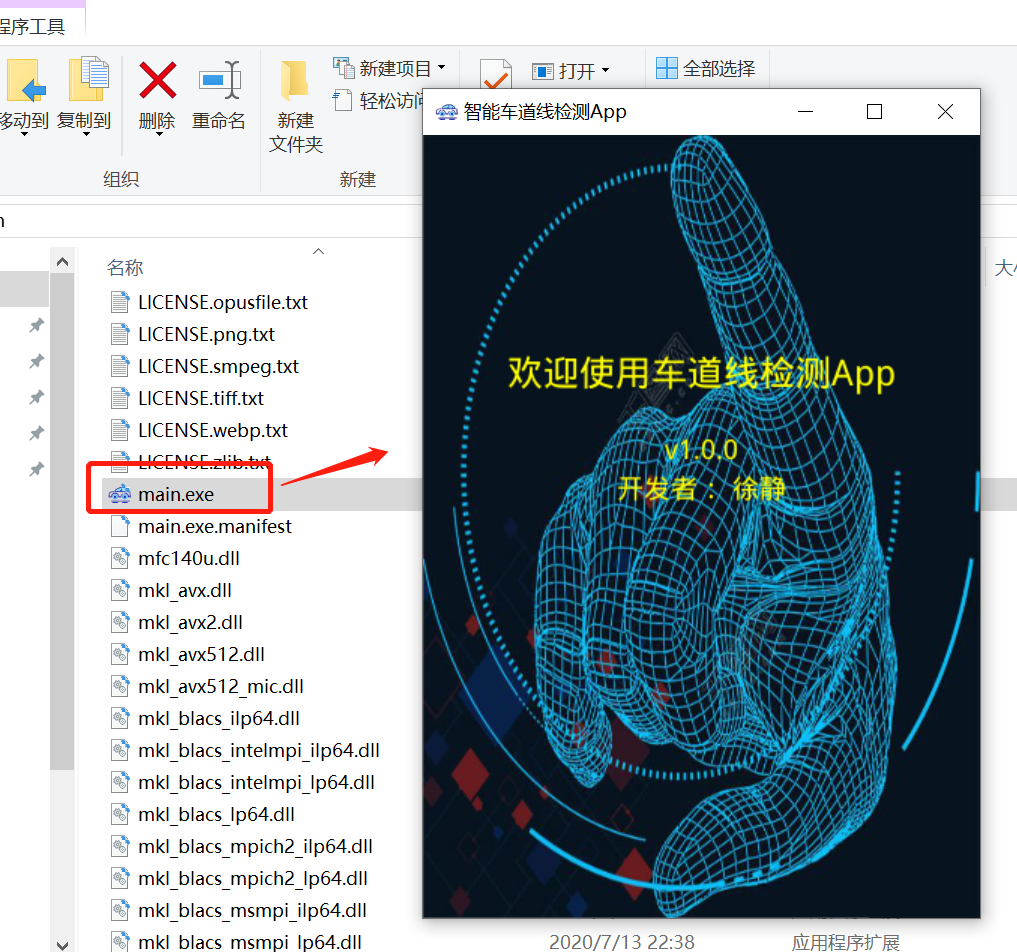 程序工具
移动到
复制到
删除
重命名
新建
文件夹
新建项目
轻松访问
打开
全部选择
组织
新建
智能车道线检测App
欢迎使用车道线检测App
v1.0.0
开发者：徐静
名称
大小
LICENSE.opusfile.txt
LICENSE.png.txt
LICENSE.smpeg.txt
LICENSE.tiff.txt
LICENSE.webp.txt
LICENSE.zlib.txt
main.exe
main.exe.manifest
mfc140u.dll
mkl_avx.dll
mkl_avx2.dll
mkl_avx512.dll
mkl_avx512_mic.dll
mkl_blacs_ilp64.dll
mkl_blacs_intelmpi_ilp64.dll
mkl_blacs_intelmpi_lp64.dll
mkl_blacs_lp64.dll
mkl_blacs_mpich2_ilp64.dll
mkl_blacs_mpich2_lp64.dll
mkl_blacs_msmpi_ilp64.dll
mkl_blacs_msmpi_lp64.dll
2020/7/13 22:38
应用程序扩展